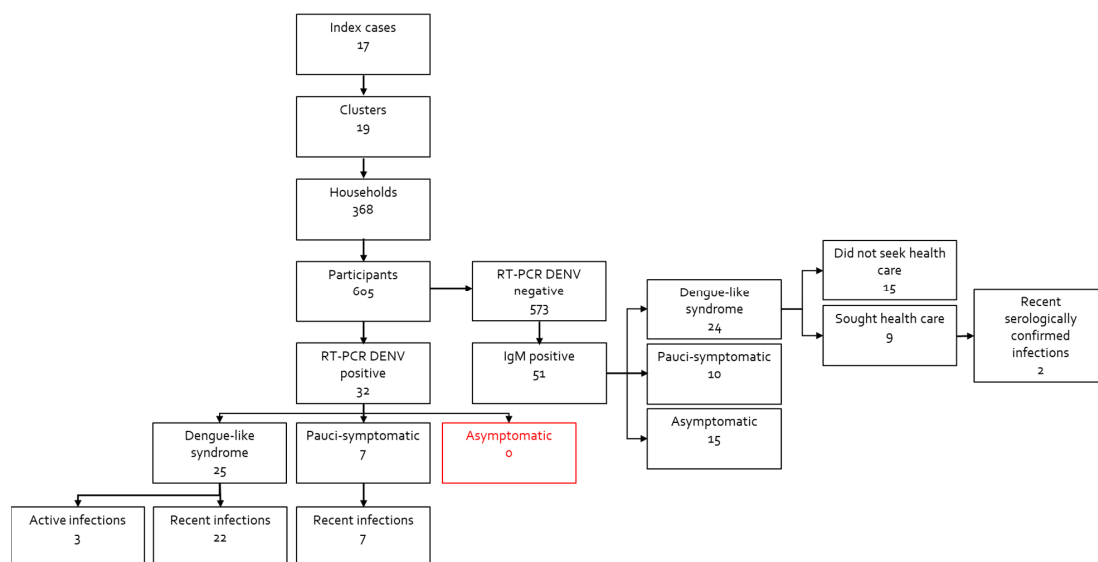 Index cases
17
Clusters
19
Households
368
Participants
605
RT-PCR DENV
negative
573
RT-PCR DENV
positive
32
IgM positive
51
Dengue-like
syndrome
24
Pauci-symptomatic
10
Asymptomatic
15
Did not seek health
care
15
Sought health care
9
Recent
serologically
confirmed
infections
2
Dengue-like
syndrome
25
Pauci-symptomatic
7
Asymptomatic
0
Active infections
3
Recent infections
22
Recent infections
7